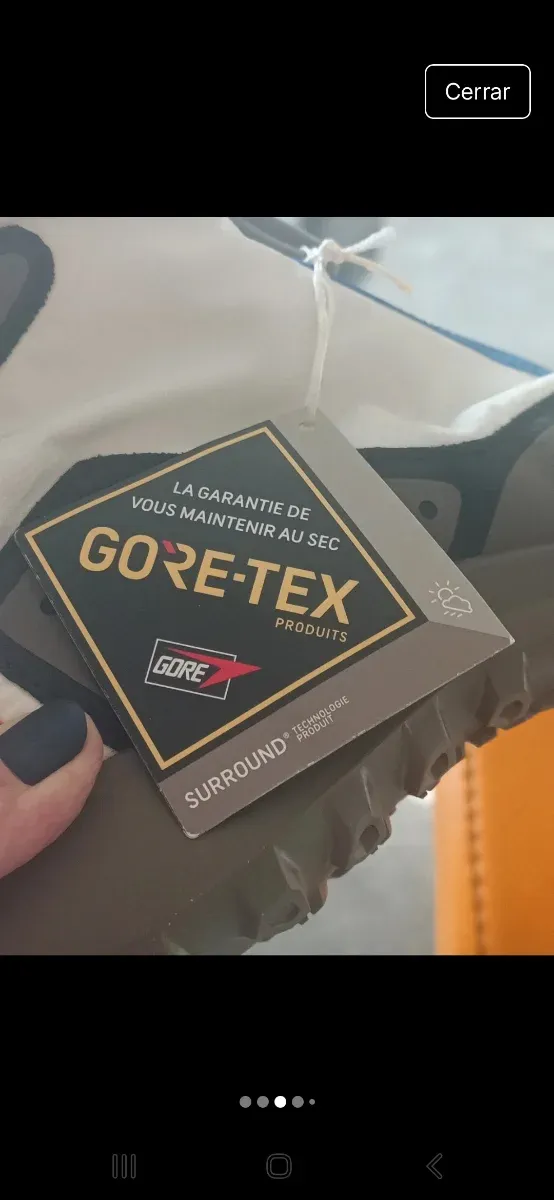 Cerrar
LA GARANTIE DE
VOUS MAINTENIR AU SEC
GORE-TEX
PRODUITS
GORE
SURROUND® TECHNOLOGIE
PRODUIT